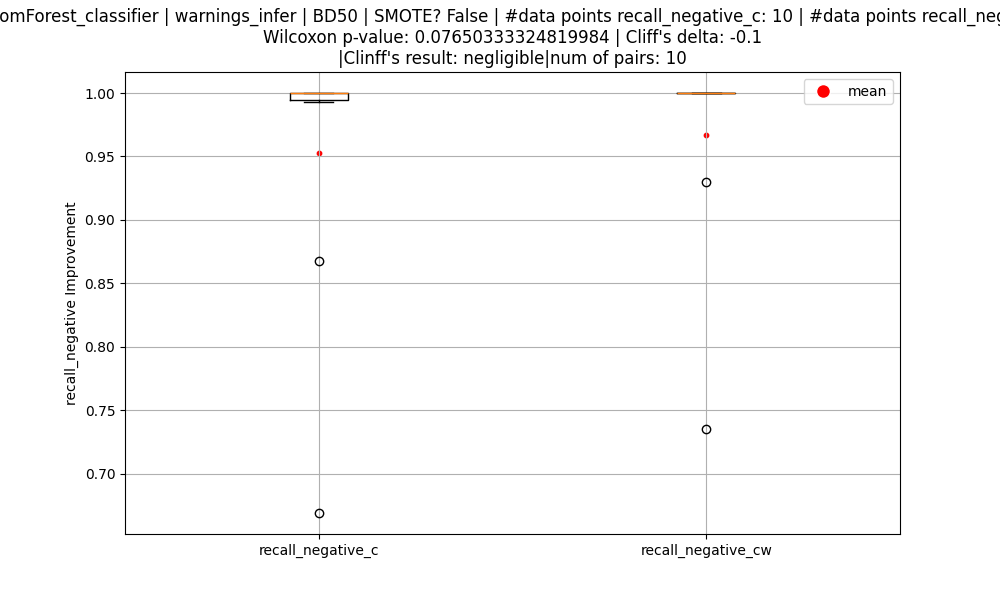 omForest_classifier | warnings_infer | BD50 | SMOTE? False | #data points recall_negative_c: 10 | #data points recall_neg
Wilcoxon p-value: 0.07650333324819984 | Cliff's delta: -0.1
|Clinff's result: negligible|num of pairs: 10
mean
1.00
0.95
0.90
0.85
0.80
0.75
0.70
recall_negative Improvement
recall_negative_c
recall_negative_cw